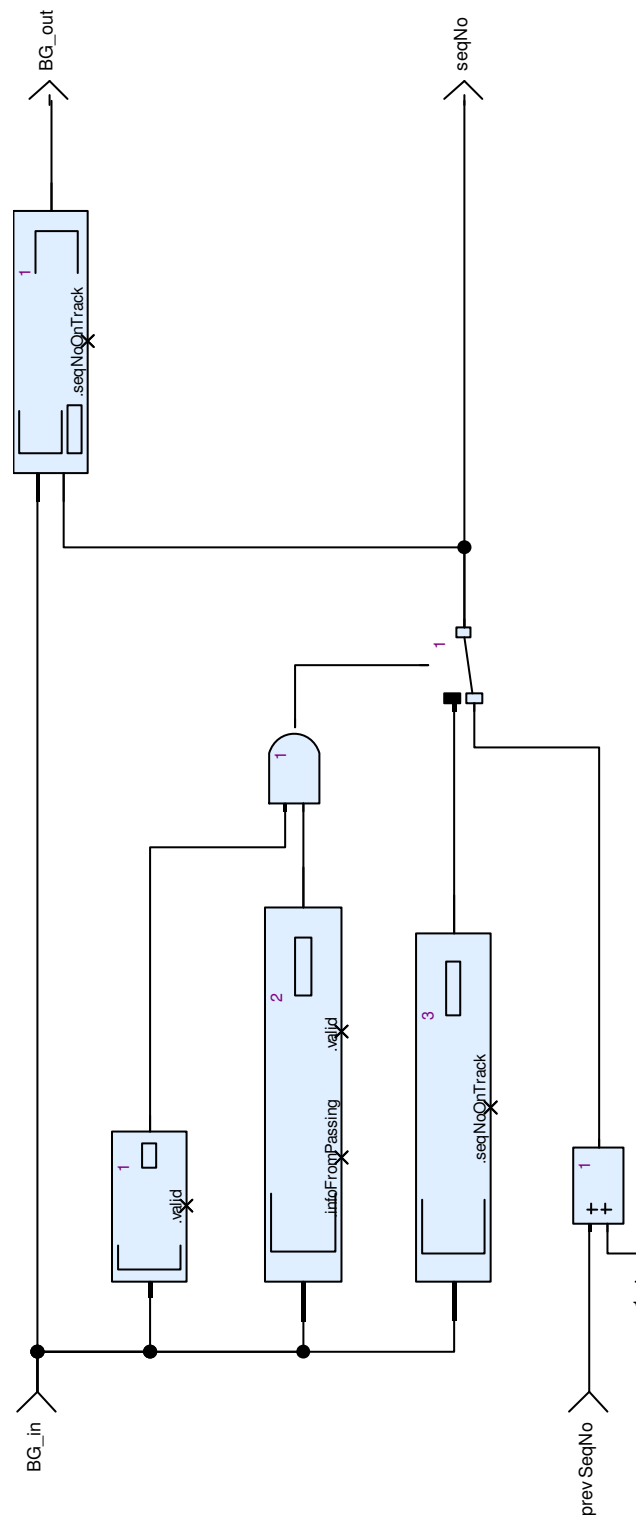 1
BG_in
BG_out
.seqNoOnTrack
1
.valid
2
1
.infoFromPassing
.valid
3
1
seqNo
.seqNoOnTrack
1
prevSeqNo
+
+